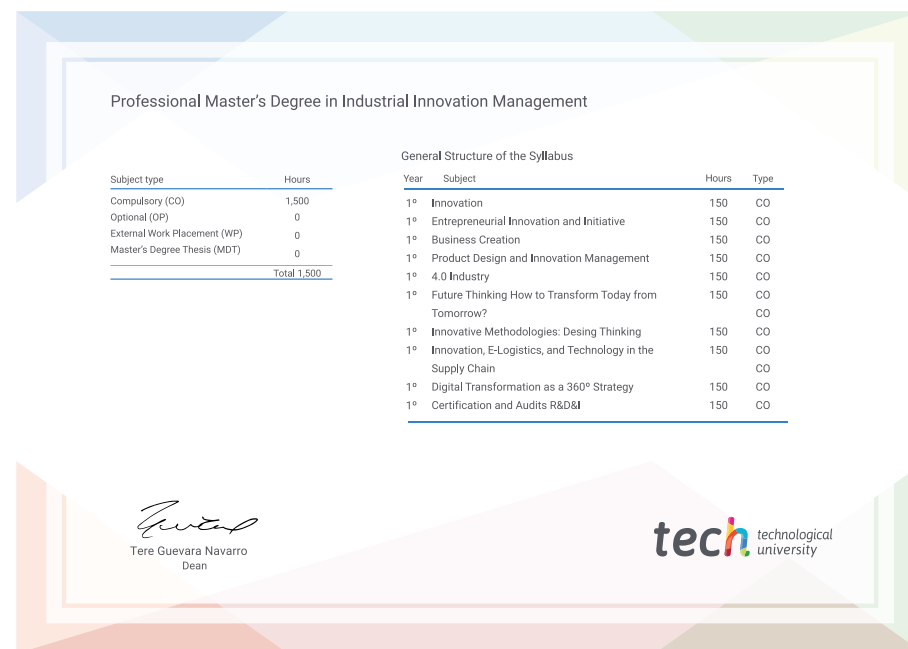 Professional Master's Degree in Industrial Innovation Management
Subject type Hours
Compulsory (CO) 1,500
Optional (OP) 0
External Work Placement (WP) 0
Master's Degree Thesis (MDT) 0
Total 1,500
General Structure of the Syllabus
Year Subject Hours Type
1º Innovation 150 CO
1º Entrepreneurial Innovation and Initiative 150 CO
1º Business Creation 150 CO
1º Product Design and Innovation Management 150 CO
1º 4.0 Industry 150 CO
1º Future Thinking How to Transform Today from 150 CO
Tomorrow? CO
1º Innovative Methodologies: Desing Thinking 150 CO
1º Innovation, E-Logistics, and Technology in the 150 CO
Supply Chain CO
1º Digital Transformation as a 360º Strategy 150 CO
1º Certification and Audits R&D&I 150 CO
Tere Guevara Navarro
Dean
tech technological
university